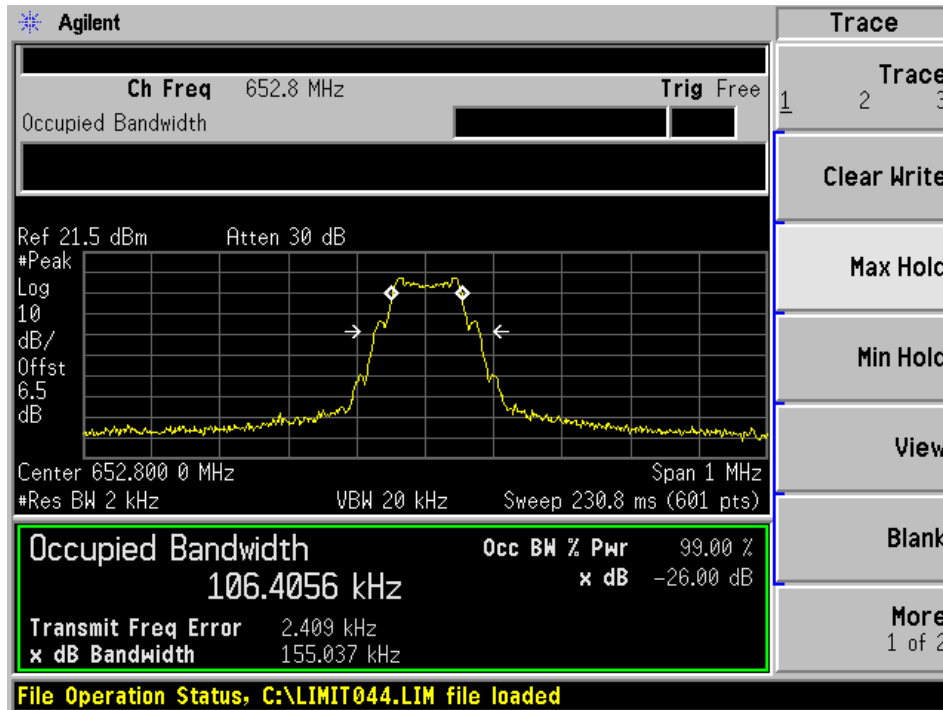 Agilent
Trace
Ch Freq 652.8 MHz Trig Free
Occupied Bandwidth
Trace
1 2 3
Clear Write
Max Hold
Min Hold
View
Blank
More
1 of 2
Ref 21.5 dBm Atten 30 dB
#Peak
Log
10
dB/
Offst
6.5
dB
Center 652.800 0 MHz Span 1 MHz
#Res BW 2 kHz VBW 20 kHz Sweep 230.8 ms (601 pts)
Occupied Bandwidth Occ BW % Pwr 99.00 %
106.4056 kHz x dB -26.00 dB
Transmit Freq Error 2.409 kHz
x dB Bandwidth 155.037 kHz
File Operation Status, C:\LIMIT044.LIM file loaded